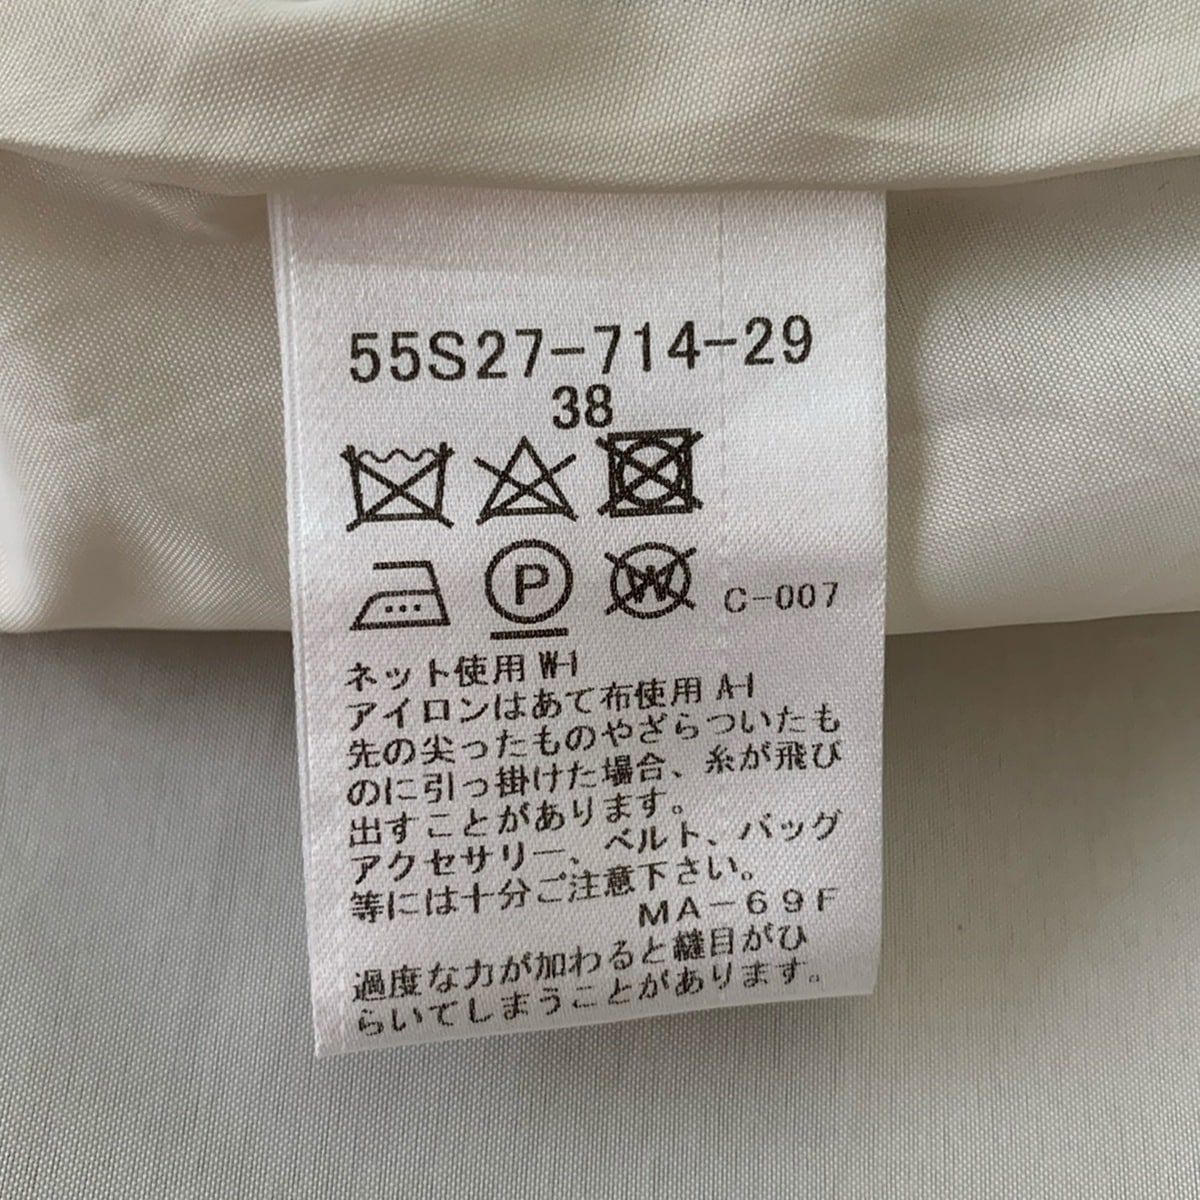 55S27-714-29
38
P
W
C-007
ネット使用 W-1
アイロンはあて布使用 A-1
先の尖ったものやざらついたも
のに引っ掛けた場合、糸が飛び
出すことがあります。
アクセサリー、ベルト、バッグ
等には十分ご注意下さい。
MA-69F
過度な力が加わると縫目がひ
らいてしまうことがあります。